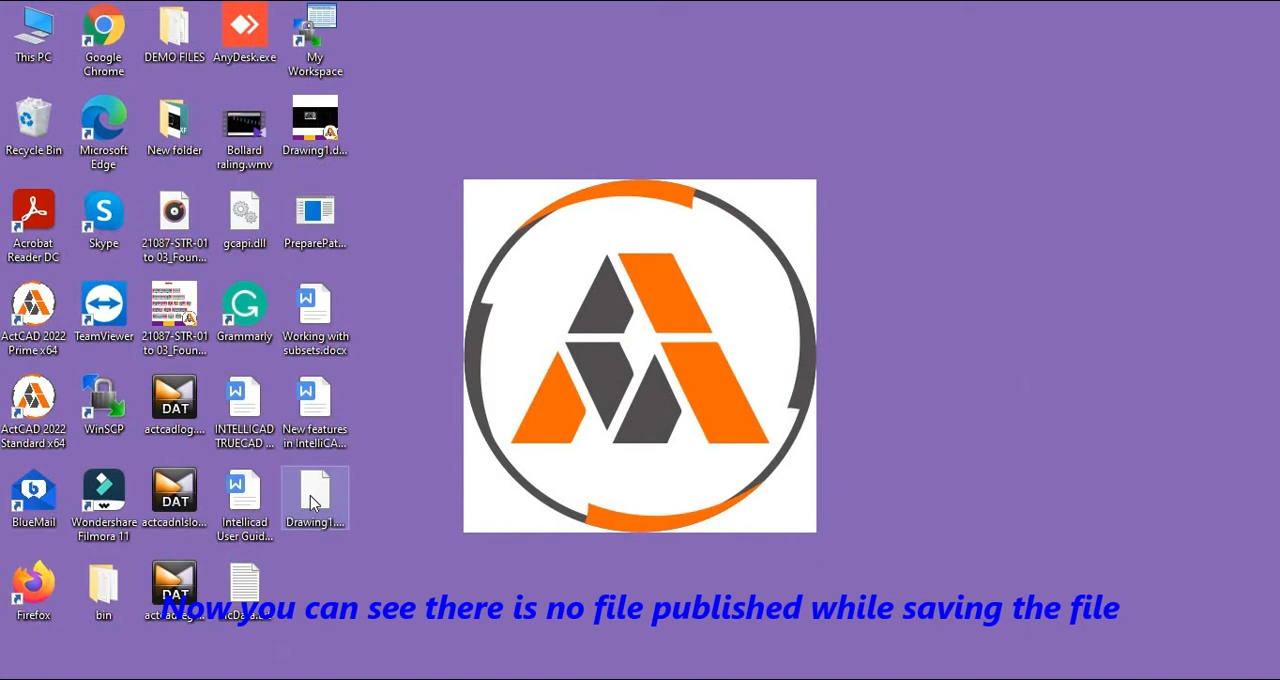 This PC
Google
Chrome
DEMO FILES
AnyDesk.exe
My
Workspace
Recycle Bin
Microsoft
Edge
New folder
Bollard
raling.wmv
Drawing1.d...
Acrobat
Reader DC
Skype
21087-STR-01
to 03_Foun...
gcapi.dll
PreparePat...
ActCAD 2022
Prime x64
TeamViewer
21087-STR-01
to 03_Foun...
Grammarly
Working with
subsets.docx
ActCAD 2022
Standard x64
WinSCP
DAT
actcadlog....
INTELLICAD
TRUECAD ...
New features
in IntelliCA...
BlueMail
Wondershare
Filmora 11
DAT
actcadnlslo...
Intellicad
User Guid...
Drawing1....
Firefox
bin
DAT
Now you can see there is no file published while saving the file